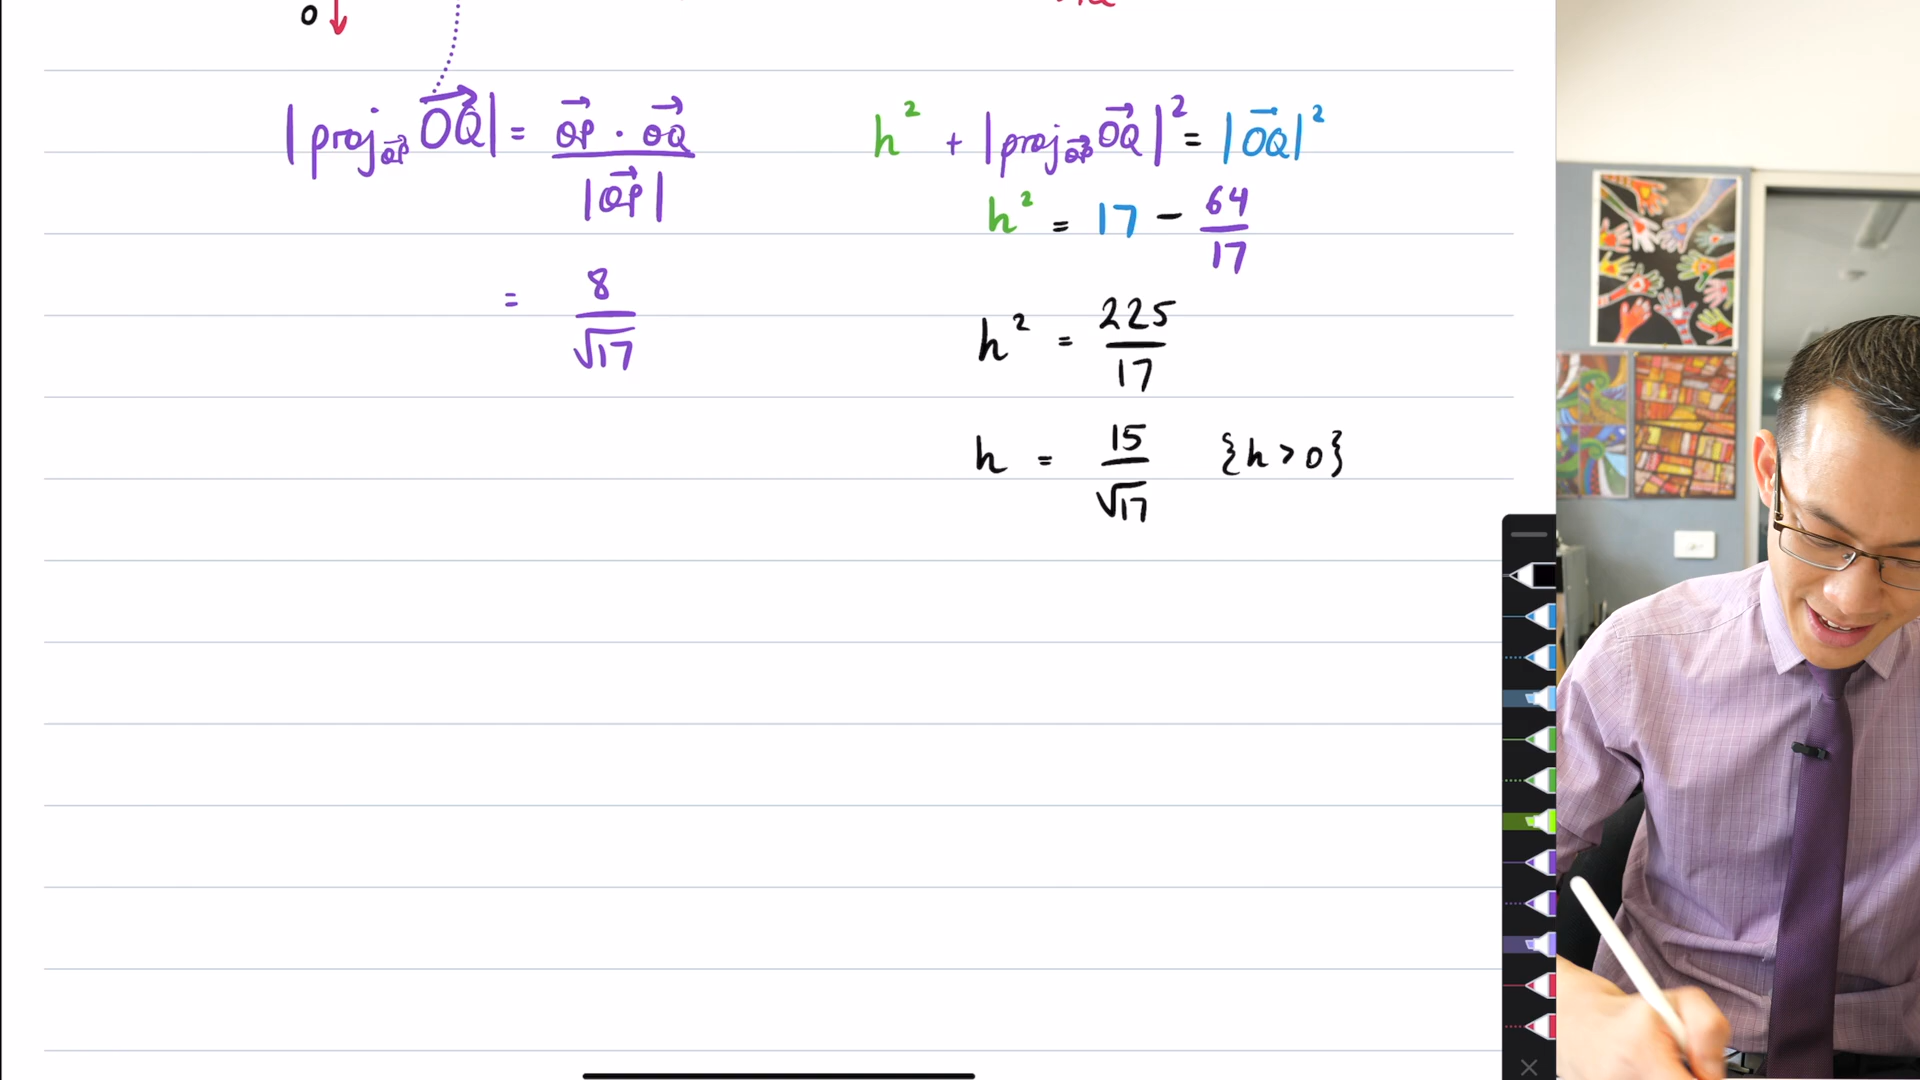 0
|proj_OP→ OQ→| = OP→ · OQ→ / |OP→|
= 8 / √17
h² + |proj_OP→ OQ→|² = |OQ→|²
h² = 17 − 64/17
h² = 225/17
h = 15/√17 {h > 0}